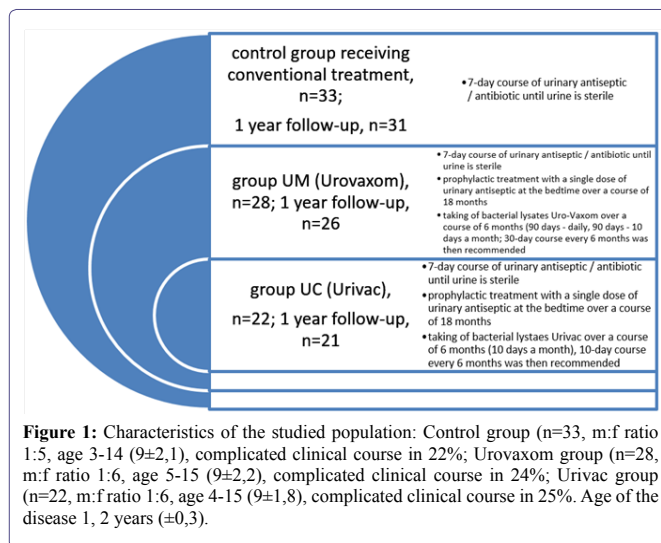 control group receiving
conventional treatment,
n=33;
1 year follow-up, n=31
•7-day course of urinary antiseptic
/ antibiotic until urine is sterile
group UM (Urovaxom),
n=28; 1 year follow-up,
n=26
•7-day course of urinary antiseptic / antibiotic until
urine is sterile
•prophylactic treatment with a single dose of
urinary antiseptic at the bedtime over a course of
18 months
•taking of bacterial lysates Uro-Vaxom over a
course of 6 months (90 days - daily, 90 days - 10
days a month; 30-day course every 6 months was
then recommended
group UC (Urivac),
n=22; 1 year follow-up,
n=21
•7-day course of urinary antiseptic / antibiotic
until urine is sterile
•prophylactic treatment with a single dose of
urinary antiseptic at the bedtime over a course
of 18 months
•taking of bacterial lystaes Urivac over a course
of 6 months (10 days a month), 10-day course
every 6 months was then recommended
Figure 1: Characteristics of the studied population: Control group (n=33, m:f ratio
1:5, age 3-14 (9±2,1), complicated clinical course in 22%; Urovaxom group (n=28,
m:f ratio 1:6, age 5-15 (9±2,2), complicated clinical course in 24%; Urivac group
(n=22, m:f ratio 1:6, age 4-15 (9±1,8), complicated clinical course in 25%. Age of the
disease 1, 2 years (±0,3).